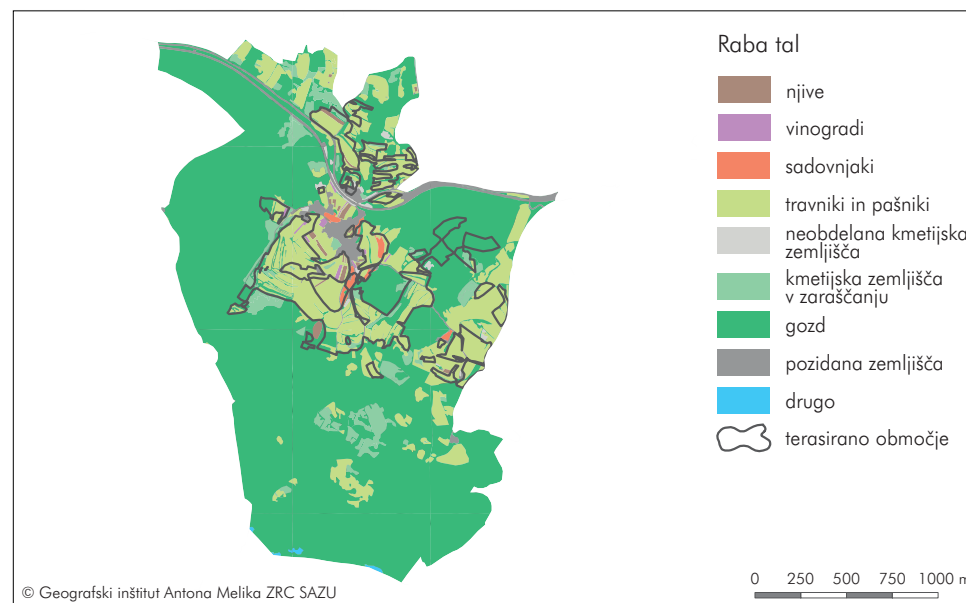 Raba tal
njive
vinogradi
sadovnjaki
travniki in pašniki
neobdelana kmetijska
zemljišča
kmetijska zemljišča
v zaraščanju
gozd
pozidana zemljišča
drugo
terasirano območje
© Geografski inštitut Antona Melika ZRC SAZU
0 250 500 750 1000 m